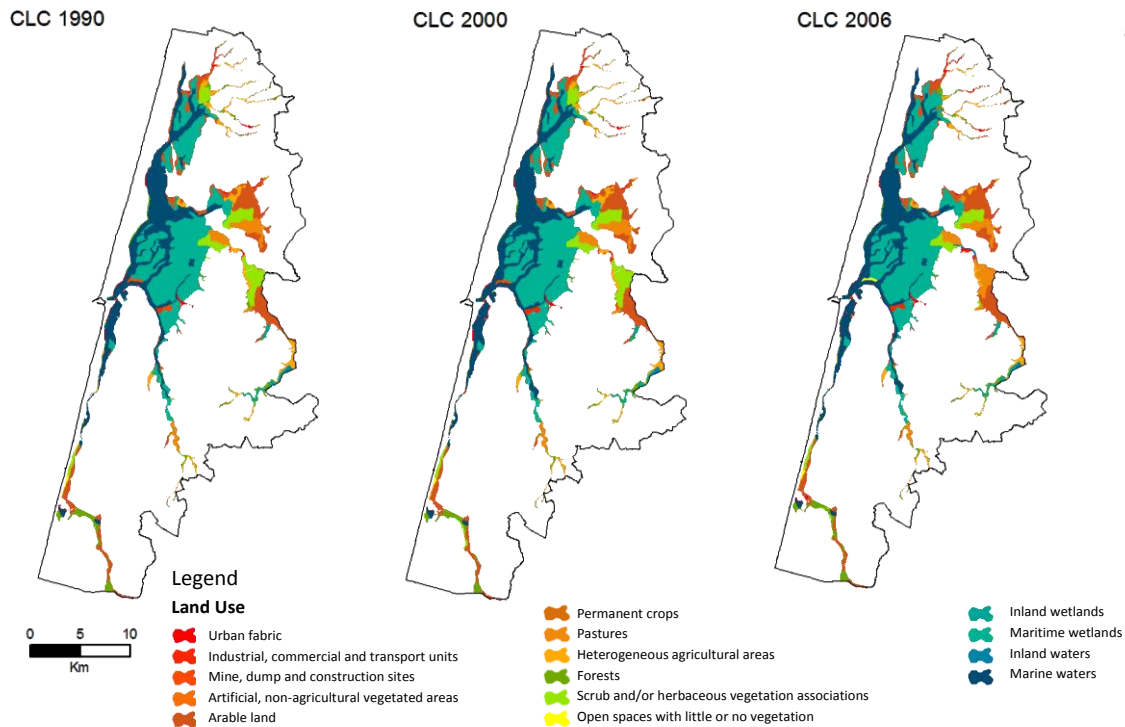 CLC 1990
CLC 2000
CLC 2006
Legend
Land Use
Urban fabric
Industrial, commercial and transport units
Mine, dump and construction sites
Artificial, non-agricultural vegetated areas
Arable land
Permanent crops
Pastures
Heterogeneous agricultural areas
Forests
Scrub and/or herbaceous vegetation associations
Open spaces with little or no vegetation
Inland wetlands
Maritime wetlands
Inland waters
Marine waters
0 5 10
Km